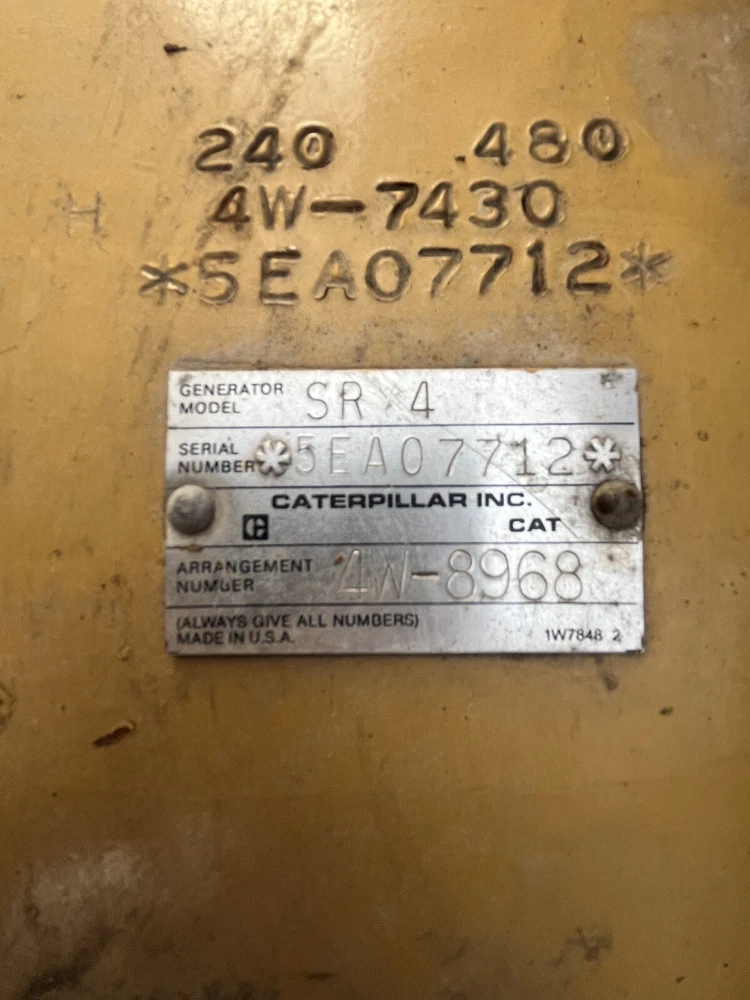 240 480
H 4W-7430
*5EA07712*
GENERATOR MODEL SR 4
SERIAL NUMBER *5EA07712*
CATERPILLAR INC.
C CAT
ARRANGEMENT NUMBER 4W-8968
(ALWAYS GIVE ALL NUMBERS)
MADE IN U.S.A. 1W7848 2